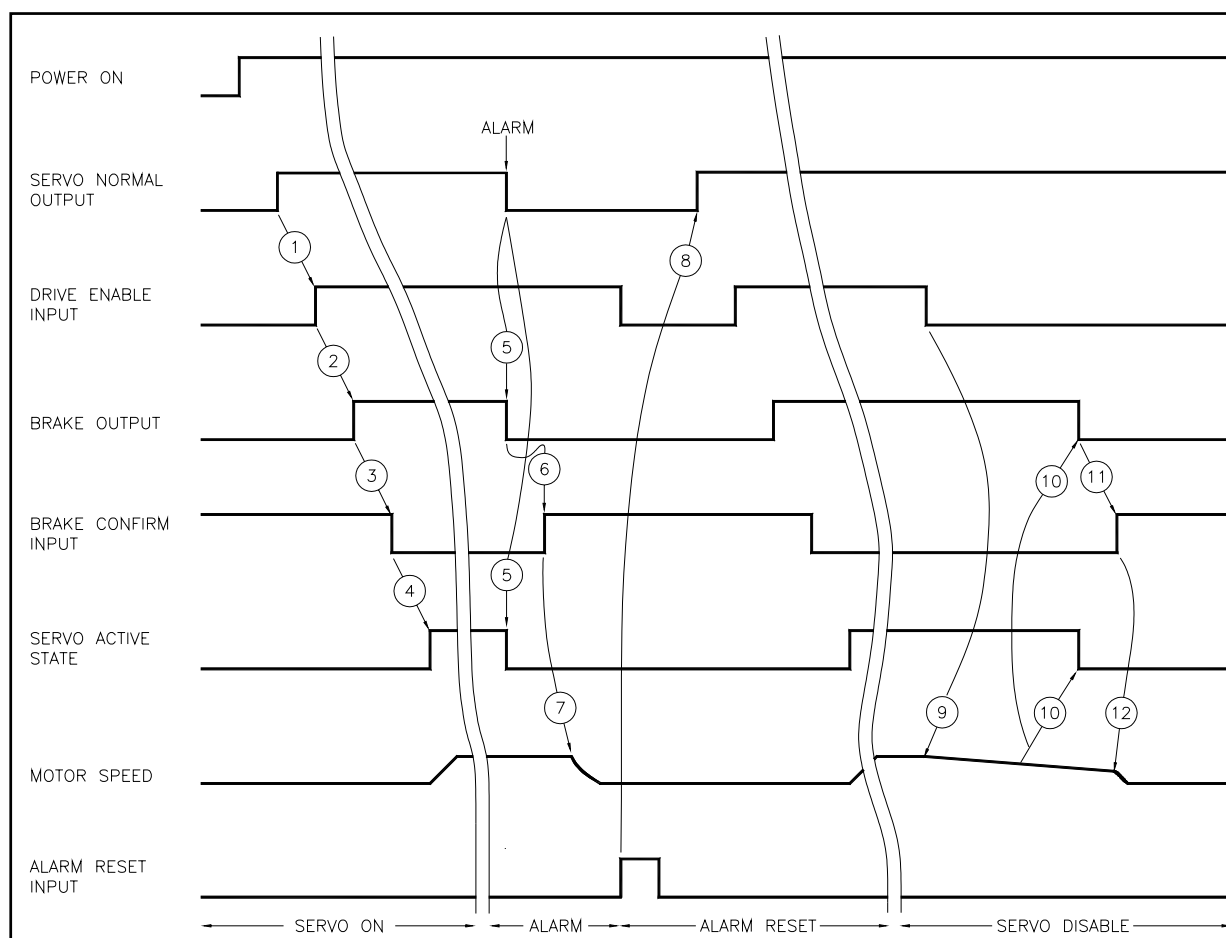 POWER ON
ALARM
SERVO NORMAL
OUTPUT
1
8
DRIVE ENABLE
INPUT
2
5
BRAKE OUTPUT
3
6
10
11
BRAKE CONFIRM
INPUT
4
5
SERVO ACTIVE
STATE
7
9
10
12
MOTOR SPEED
ALARM RESET
INPUT
SERVO ON
ALARM
ALARM RESET
SERVO DISABLE